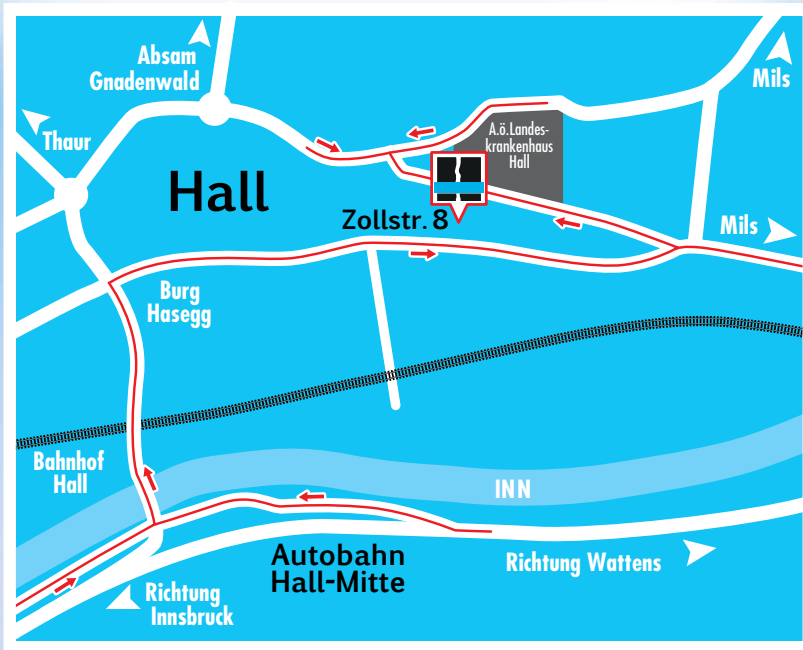 Absam
Gnadenwald
Mils
Thaur
A.ö.Landes-
krankenhaus
Hall
Hall
Zollstr. 8
Mils
Burg
Hasegg
Bahnhof
Hall
INN
Autobahn
Hall-Mitte
Richtung Wattens
Richtung
Innsbruck